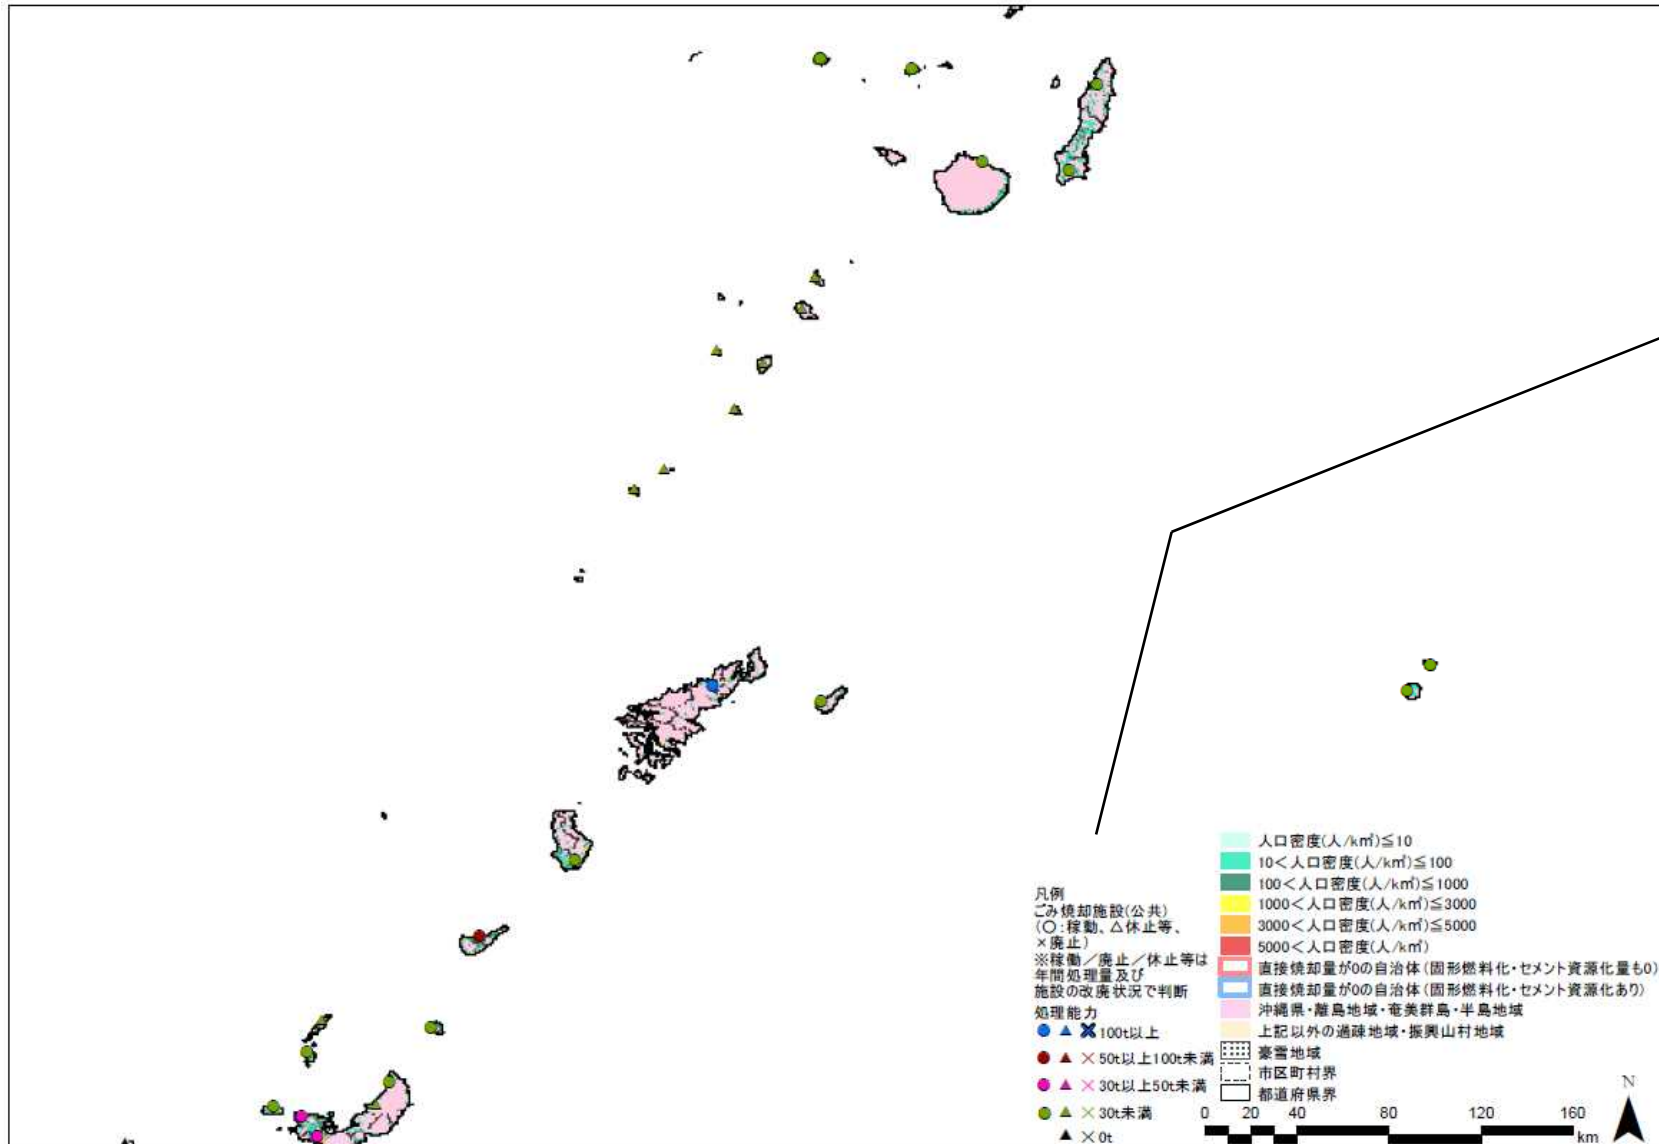 凡例
ごみ焼却施設(公共)
(○:稼動、△休止等、
×廃止)
※稼働/廃止/休止等は
年間処理量及び
施設の改廃状況で判断
処理能力
100t以上
50t以上100t未満
30t以上50t未満
30t未満
0t
人口密度(人/km²)≦10
10<人口密度(人/km²)≦100
100<人口密度(人/km²)≦1000
1000<人口密度(人/km²)≦3000
3000<人口密度(人/km²)≦5000
5000<人口密度(人/km²)
直接焼却量が0の自治体(固形燃料化・セメント資源化量も0)
直接焼却量が0の自治体(固形燃料化・セメント資源化あり)
沖縄県・離島地域・奄美群島・半島地域
上記以外の過疎地域・振興山村地域
豪雪地域
市区町村界
都道府県界
N
0 20 40 80 120 160
km